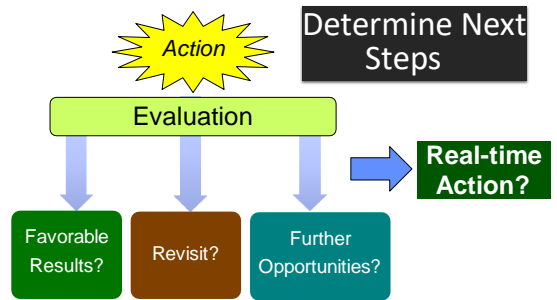 Determine Next
Steps
Action
Evaluation
Real-time
Action?
Favorable
Results?
Revisit?
Further
Opportunities?